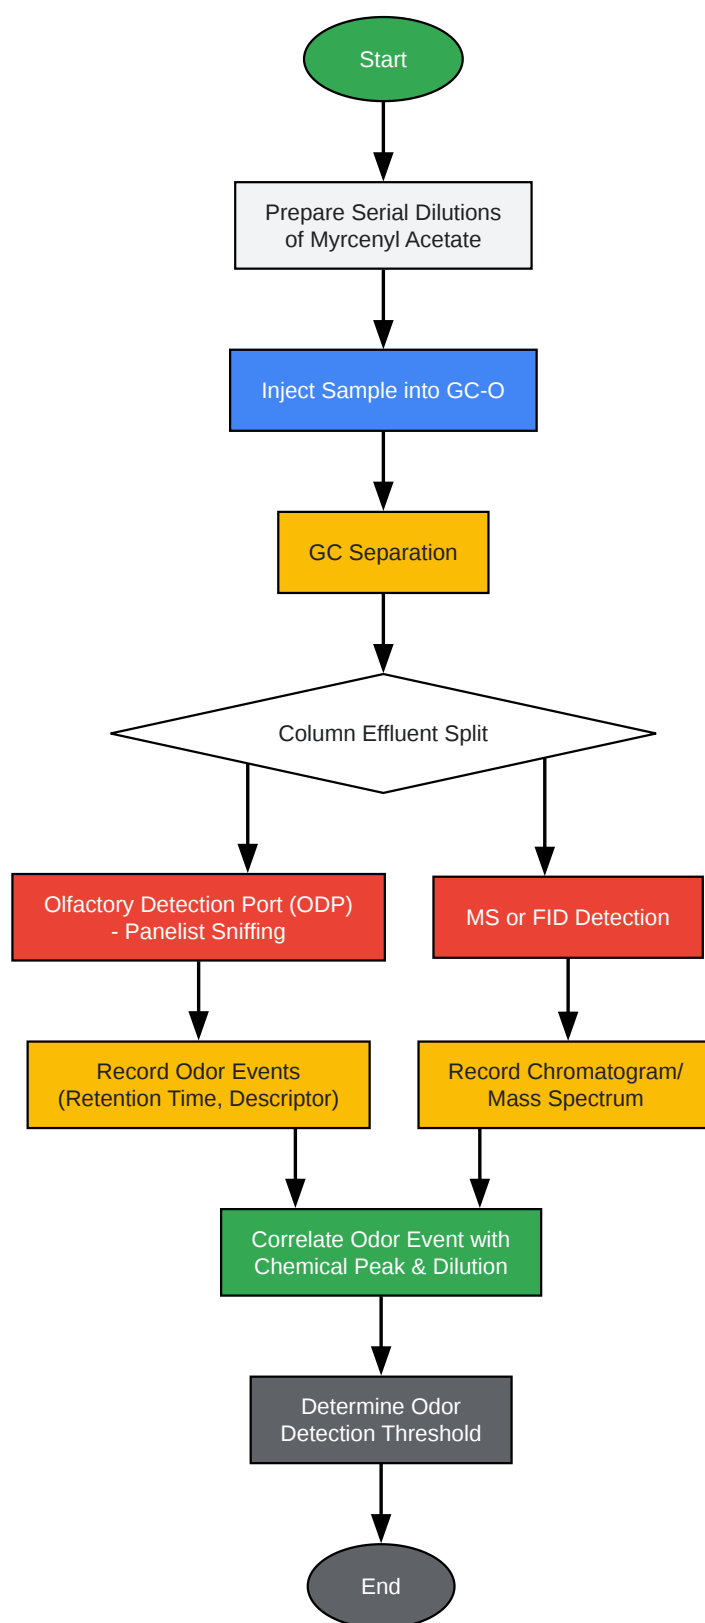 Start
Prepare Serial Dilutions
of Myrcenyl Acetate
Inject Sample into GC-O
GC Separation
Column Effluent Split
Olfactory Detection Port (ODP)
- Panelist Sniffing
MS or FID Detection
Record Odor Events
(Retention Time, Descriptor)
Record Chromatogram/
Mass Spectrum
Correlate Odor Event with
Chemical Peak & Dilution
Determine Odor
Detection Threshold
End